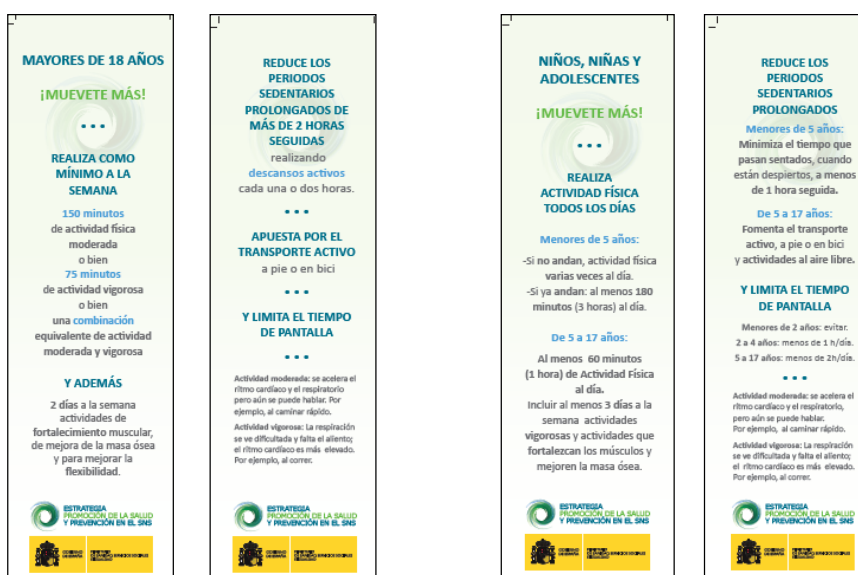 MAYORES DE 18 AÑOS
¡MUEVETE MÁS!
REALIZA COMO
MÍNIMO A LA
SEMANA
150 minutos
de actividad física
moderada
o bien
75 minutos
de actividad vigorosa
o bien
una combinación
equivalente de actividad
moderada y vigorosa
Y ADEMÁS
2 días a la semana
actividades de
fortalecimiento muscular,
de mejora de la masa ósea
y para mejorar la
flexibilidad.
ESTRATEGIA
PROMOCIÓN DE LA SALUD
Y PREVENCIÓN EN EL SNS
REDUCE LOS
PERIODOS
SEDENTARIOS
PROLONGADOS DE
MÁS DE 2 HORAS
SEGUIDAS
realizando
descansos activos
cada una o dos horas.
APUESTA POR EL
TRANSPORTE ACTIVO
a pie o en bici
Y LIMITA EL TIEMPO
DE PANTALLA
Actividad moderada: se acelera el
ritmo cardíaco y el respiratorio
pero aún se puede hablar. Por
ejemplo, al caminar rápido.
Actividad vigorosa: La respiración
se ve dificultada y falta el aliento;
el ritmo cardíaco es más elevado.
Por ejemplo, al correr.
ESTRATEGIA
PROMOCIÓN DE LA SALUD
Y PREVENCIÓN EN EL SNS
NIÑOS, NIÑAS Y
ADOLESCENTES
¡MUEVETE MÁS!
REALIZA
ACTIVIDAD FÍSICA
TODOS LOS DÍAS
Menores de 5 años:
-Si no andan, actividad física
varias veces al día.
-Si ya andan: al menos 180
minutos (3 horas) al día.
De 5 a 17 años:
Al menos 60 minutos
(1 hora) de Actividad Física
al día.
Incluir al menos 3 días a la
semana actividades
vigorosas y actividades que
fortalezcan los músculos y
mejoren la masa ósea.
ESTRATEGIA
PROMOCIÓN DE LA SALUD
Y PREVENCIÓN EN EL SNS
REDUCE LOS
PERIODOS
SEDENTARIOS
PROLONGADOS
Menores de 5 años:
Minimiza el tiempo que
pasan sentados, cuando
están despiertos, a menos
de 1 hora seguida.
De 5 a 17 años:
Fomenta el transporte
activo, a pie o en bici
y actividades al aire libre.
Y LIMITA EL TIEMPO
DE PANTALLA
Menores de 2 años: evitar.
2 a 4 años: menos de 1 h/día.
5 a 17 años: menos de 2h/día.
Actividad moderada: se acelera el
ritmo cardíaco y el respiratorio,
pero aún se puede hablar.
Por ejemplo, al caminar rápido.
Actividad vigorosa: La respiración
se ve dificultada y falta el aliento;
el ritmo cardíaco es más elevado.
Por ejemplo, al correr.
ESTRATEGIA
PROMOCIÓN DE LA SALUD
Y PREVENCIÓN EN EL SNS